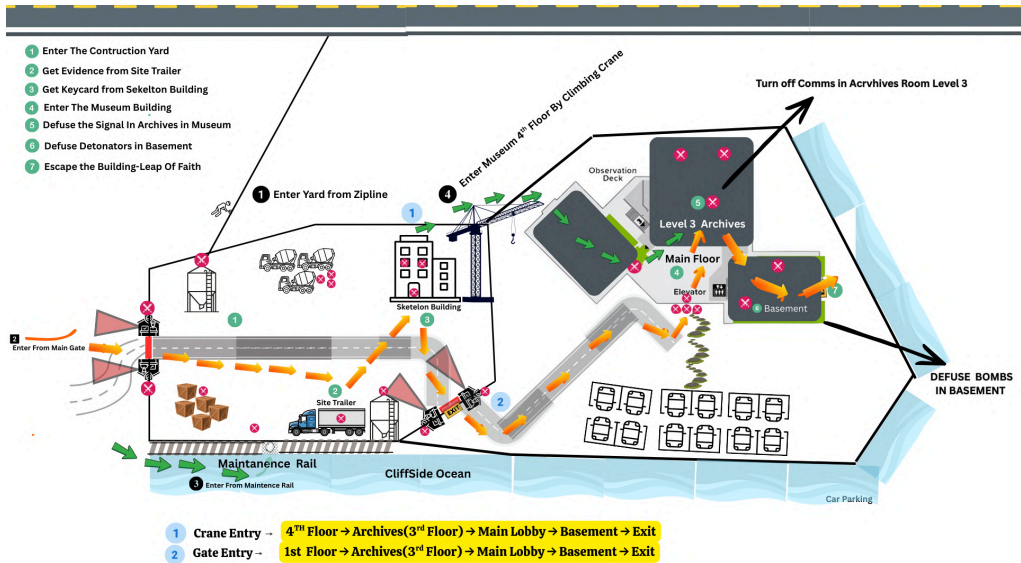 1 Enter The Contruction Yard
2 Get Evidence from Site Trailer
3 Get Keycard from Sekelton Building
4 Enter The Museum Building
5 Defuse the Signal In Archives in Museum
6 Defuse Detonators in Basement
7 Escape the Building-Leap Of Faith
Turn off Comms in Acrvhives Room Level 3
4 Enter Museum 4th Floor By Climbing Crane
1 Enter Yard from Zipline
Observation
Deck
1
5
Level 3 Archives
Main Floor
4
Elevator
6 Basement
7
Sketelon Building
1
3
2
Enter From Main Gate
2
Site Trailer
EXIT
2
DEFUSE BOMBS
IN BASEMENT
Maintanence Rail
3 Enter From Maintence Rail
CliffSide Ocean
Car Parking
1 Crane Entry → 4TH Floor → Archives(3rd Floor) → Main Lobby → Basement → Exit
2 Gate Entry → 1st Floor → Archives(3rd Floor) → Main Lobby → Basement → Exit